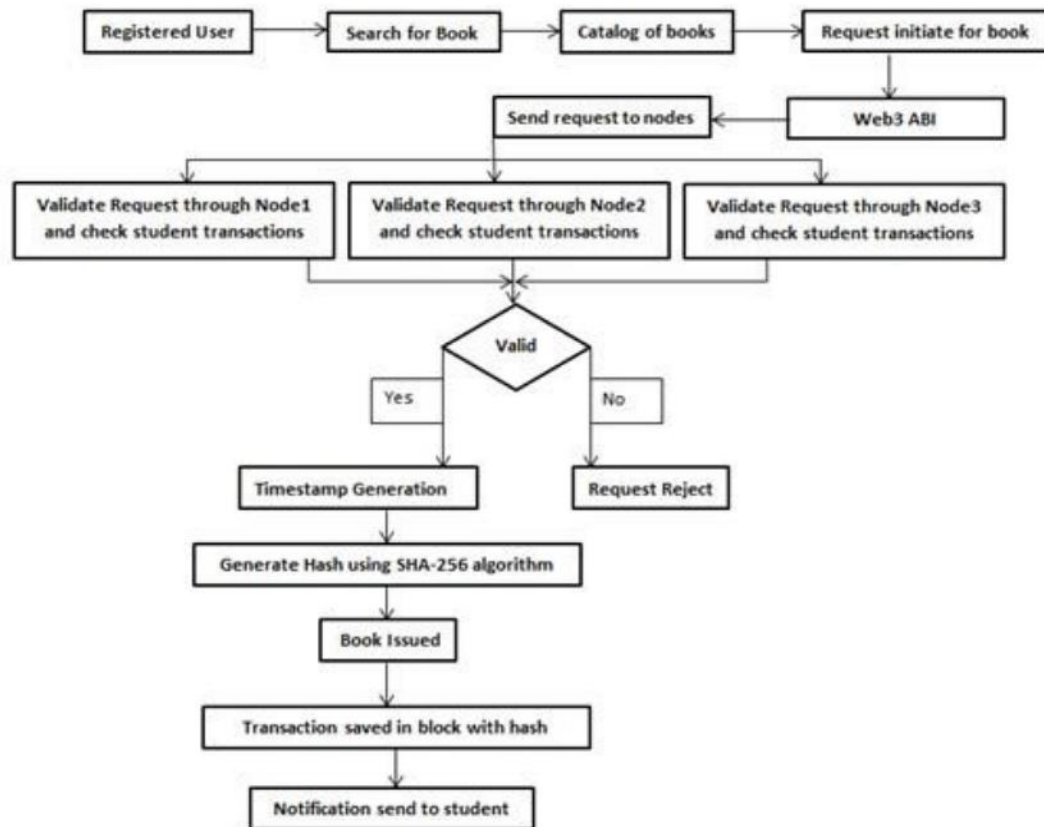 Registered User
Search for Book
Catalog of books
Request initiate for book
Send request to nodes
Web3 ABI
Validate Request through Node1
and check student transactions
Validate Request through Node2
and check student transactions
Validate Request through Node3
and check student transactions
Valid
Yes
No
Timestamp Generation
Request Reject
Generate Hash using SHA-256 algorithm
Book Issued
Transaction saved in block with hash
Notification send to student